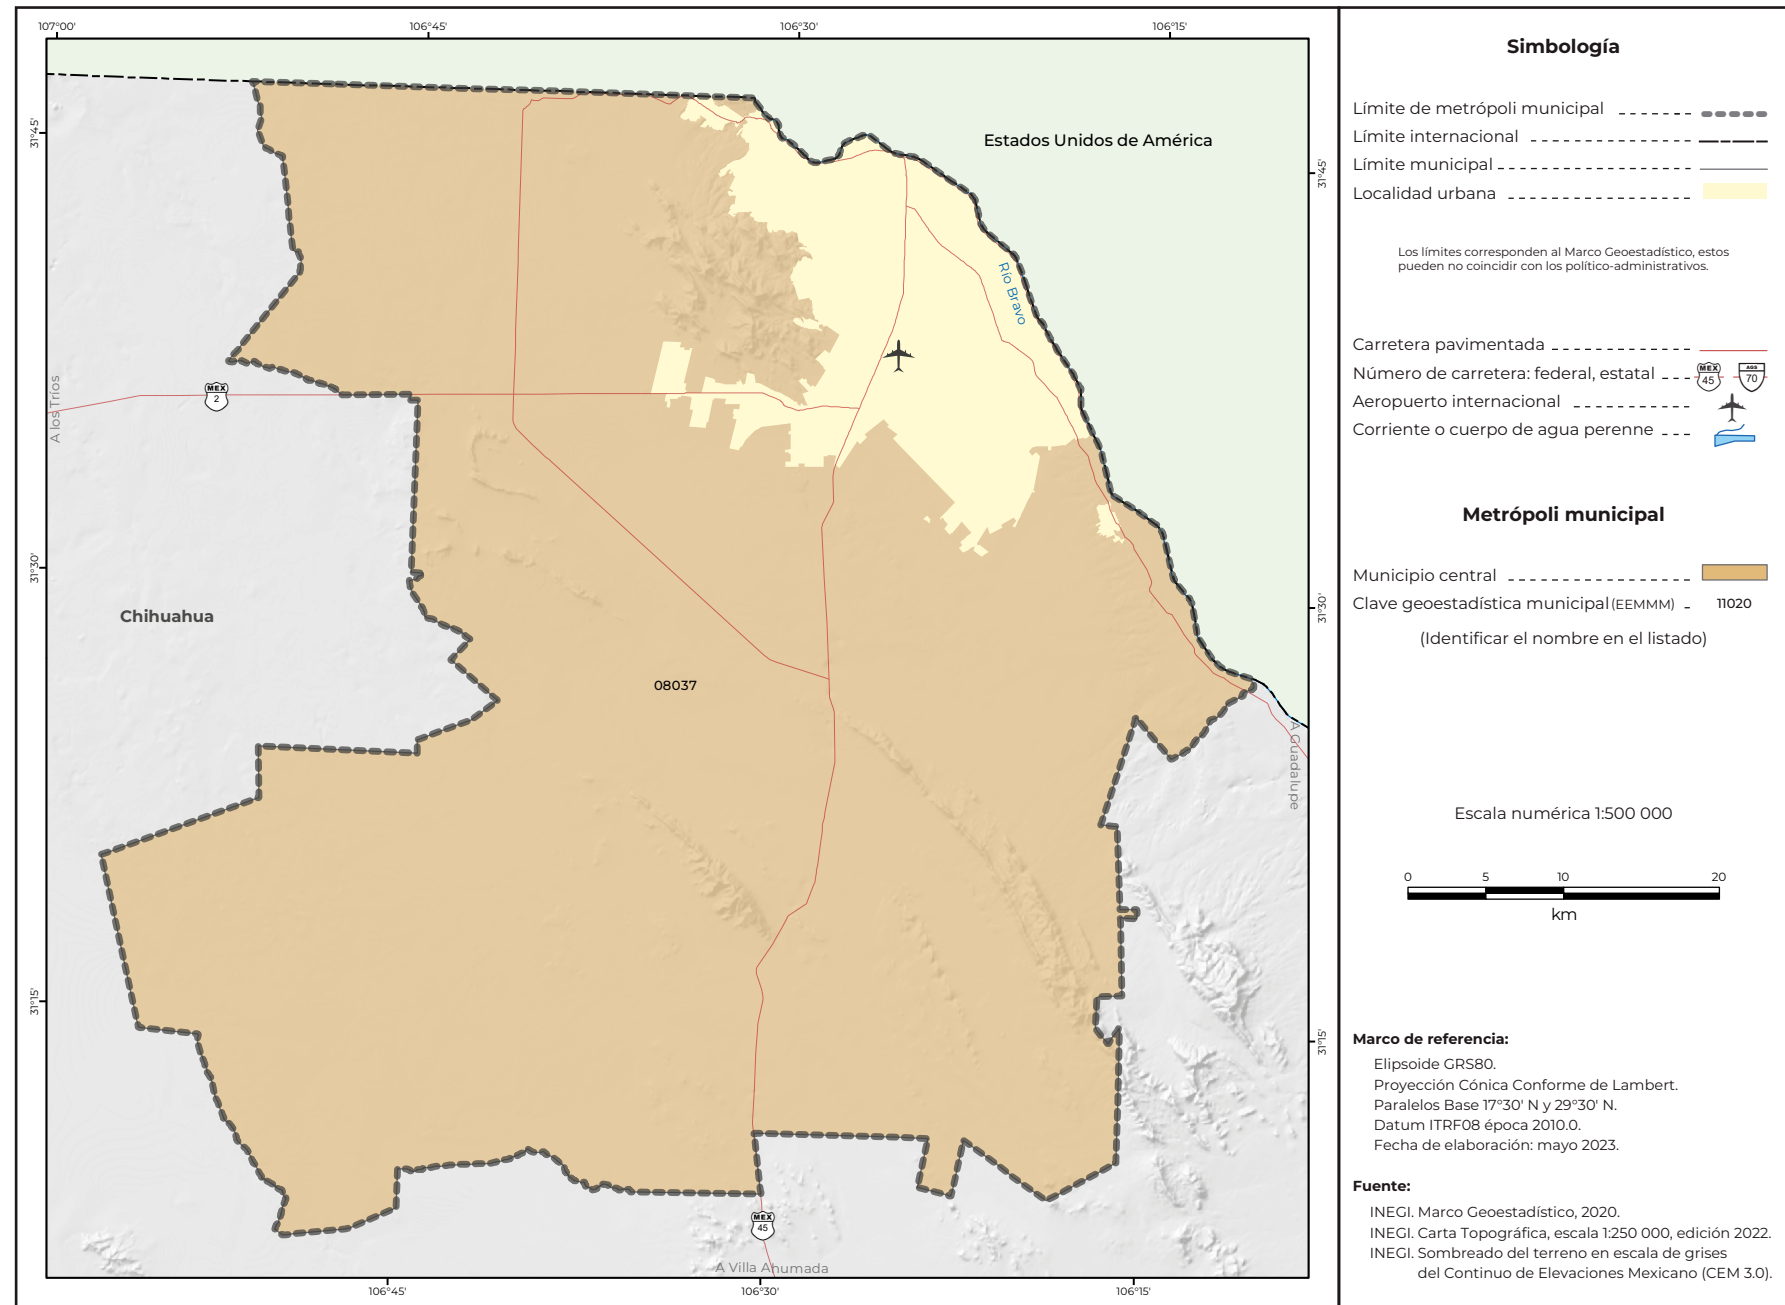 107°00'
106°45'
106°30'
106°15'
31°45'
31°30'
31°15'
31°45'
31°30'
31°15'
106°45'
106°30'
106°15'
Estados Unidos de América
Río Bravo
A los Tríos
MEX
2
Chihuahua
08037
A Guadalupe
MEX
45
A Villa Ahumada
Simbología
Límite de metrópoli municipal
Límite internacional
Límite municipal
Localidad urbana
Los límites corresponden al Marco Geoestadístico, estos
pueden no coincidir con los político-administrativos.
Carretera pavimentada
Número de carretera: federal, estatal
MEX
45
AGS
70
Aeropuerto internacional
Corriente o cuerpo de agua perenne
Metrópoli municipal
Municipio central
Clave geoestadística municipal (EEMMM) 11020
(Identificar el nombre en el listado)
Escala numérica 1:500 000
0 5 10 20
km
Marco de referencia:
Elipsoide GRS80.
Proyección Cónica Conforme de Lambert.
Paralelos Base 17°30' N y 29°30' N.
Datum ITRF08 época 2010.0.
Fecha de elaboración: mayo 2023.
Fuente:
INEGI. Marco Geoestadístico, 2020.
INEGI. Carta Topográfica, escala 1:250 000, edición 2022.
INEGI. Sombreado del terreno en escala de grises
del Continuo de Elevaciones Mexicano (CEM 3.0).